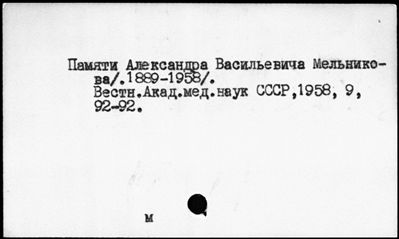 Памяти Александра Васильевича Мельнико-
ва/.1889-1958/.
Вестн.Акад.мед.наук СССР,1958, 9,
92-92.
м